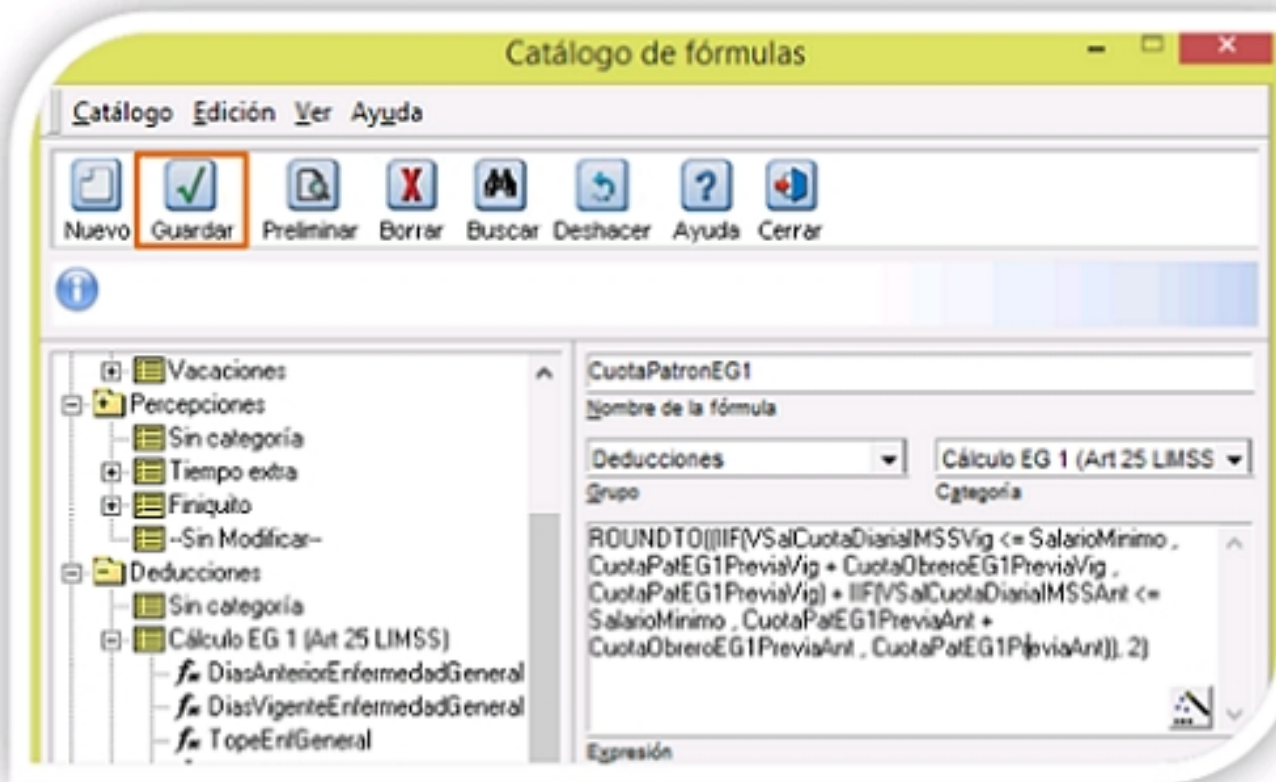 Catálogo de fórmulas
Catálogo Edición Ver Ayuda
Nuevo Guardar Preliminar Borrar Buscar Deshacer Ayuda Cerrar
Vacaciones
Percepciones
Sin categoría
Tiempo extra
Finiquito
--Sin Modificar--
Deducciones
Sin categoría
Cálculo EG 1 (Art 25 LIMSS)
DiasAnteriorEnfermedadGeneral
DiasVigenteEnfermedadGeneral
TopeEnfGeneral
CuotaPatronEG1
Nombre de la fórmula
Deducciones
Grupo
Cálculo EG 1 (Art 25 LIMSS
Categoría
ROUNDTO((IIF(VSalCuotaDiariaIMSSVig <= SalarioMinimo ,
CuotaPatEG1PreviaVig + CuotaObreroEG1PreviaVig ,
CuotaPatEG1PreviaVig) + IIF(VSalCuotaDiariaIMSSAnt <=
SalarioMinimo , CuotaPatEG1PreviaAnt +
CuotaObreroEG1PreviaAnt , CuotaPatEG1PreviaAnt)), 2)
Expresión